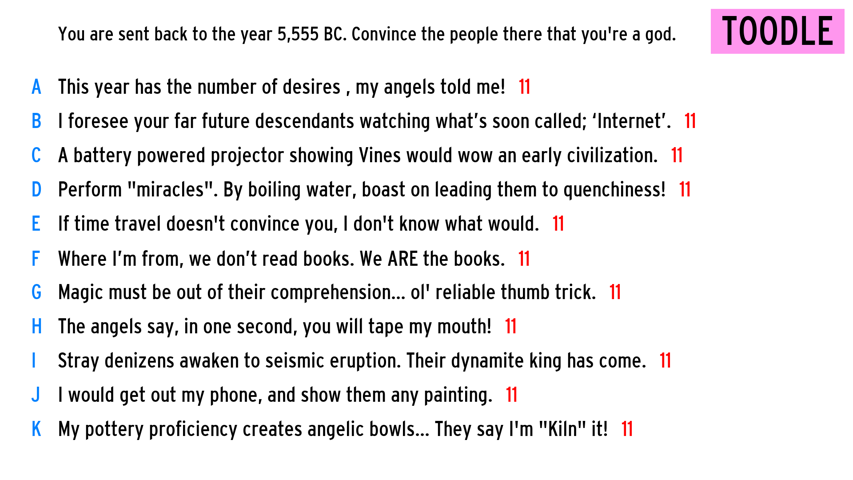 You are sent back to the year 5,555 BC. Convince the people there that you're a god.
TOODLE
A This year has the number of desires , my angels told me! 11
B I foresee your far future descendants watching what’s soon called; ‘Internet’. 11
C A battery powered projector showing Vines would wow an early civilization. 11
D Perform "miracles". By boiling water, boast on leading them to quenchiness! 11
E If time travel doesn't convince you, I don't know what would. 11
F Where I’m from, we don’t read books. We ARE the books. 11
G Magic must be out of their comprehension... ol' reliable thumb trick. 11
H The angels say, in one second, you will tape my mouth! 11
I Stray denizens awaken to seismic eruption. Their dynamite king has come. 11
J I would get out my phone, and show them any painting. 11
K My pottery proficiency creates angelic bowls... They say I'm "Kiln" it! 11